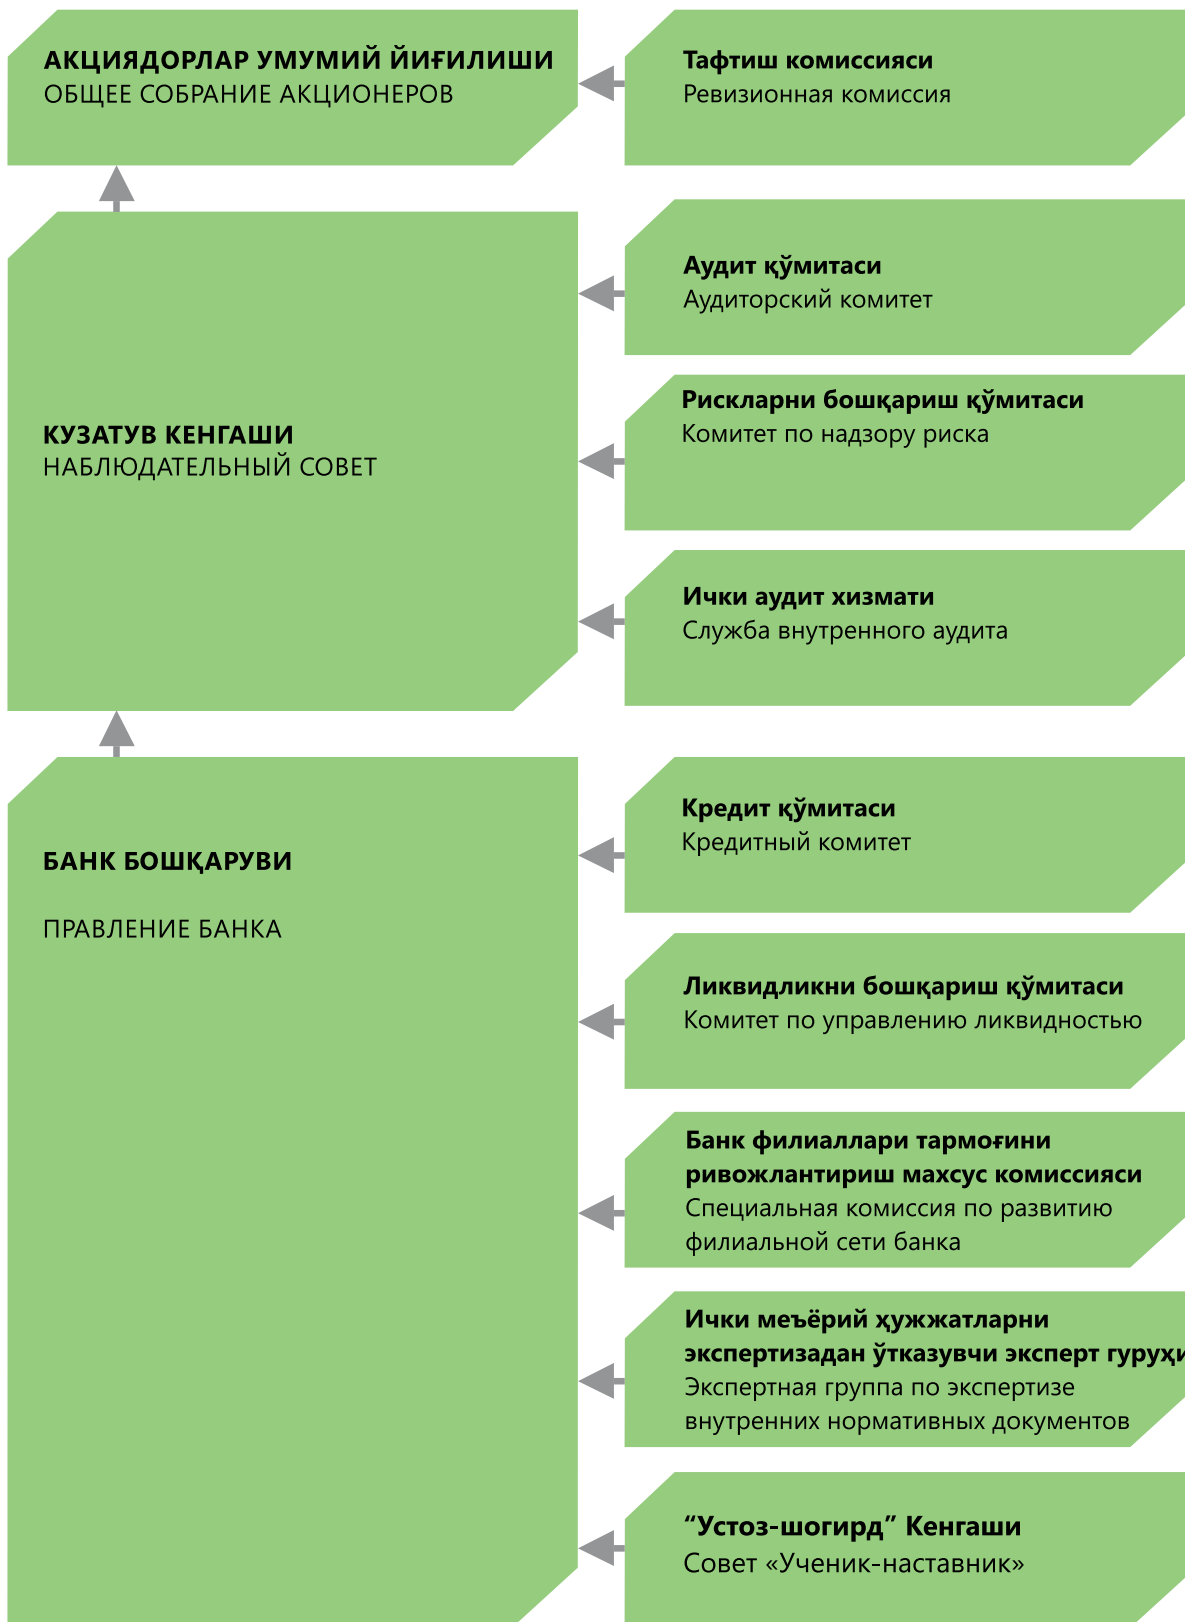 АКЦИЯДОРЛАР УМУМИЙ ЙИҒИЛИШИ
ОБЩЕЕ СОБРАНИЕ АКЦИОНЕРОВ
Тафтиш комиссияси
Ревизионная комиссия
КУЗАТУВ КЕНГАШИ
НАБЛЮДАТЕЛЬНЫЙ СОВЕТ
Аудит қўмитаси
Аудиторский комитет
Рискларни бошқариш қўмитаси
Комитет по надзору риска
Ички аудит хизмати
Служба внутренного аудита
БАНК БОШҚАРУВИ
ПРАВЛЕНИЕ БАНКА
Кредит қўмитаси
Кредитный комитет
Ликвидликни бошқариш қўмитаси
Комитет по управлению ликвидностью
Банк филиаллари тармоғини
ривожлантириш махсус комиссияси
Специальная комиссия по развитию
филиальной сети банка
Ички меъёрий ҳужжатларни
экспертизадан ўтказувчи эксперт гуруҳи
Экспертная группа по экспертизе
внутренних нормативных документов
“Устоз-шогирд” Кенгаши
Совет «Ученик-наставник»